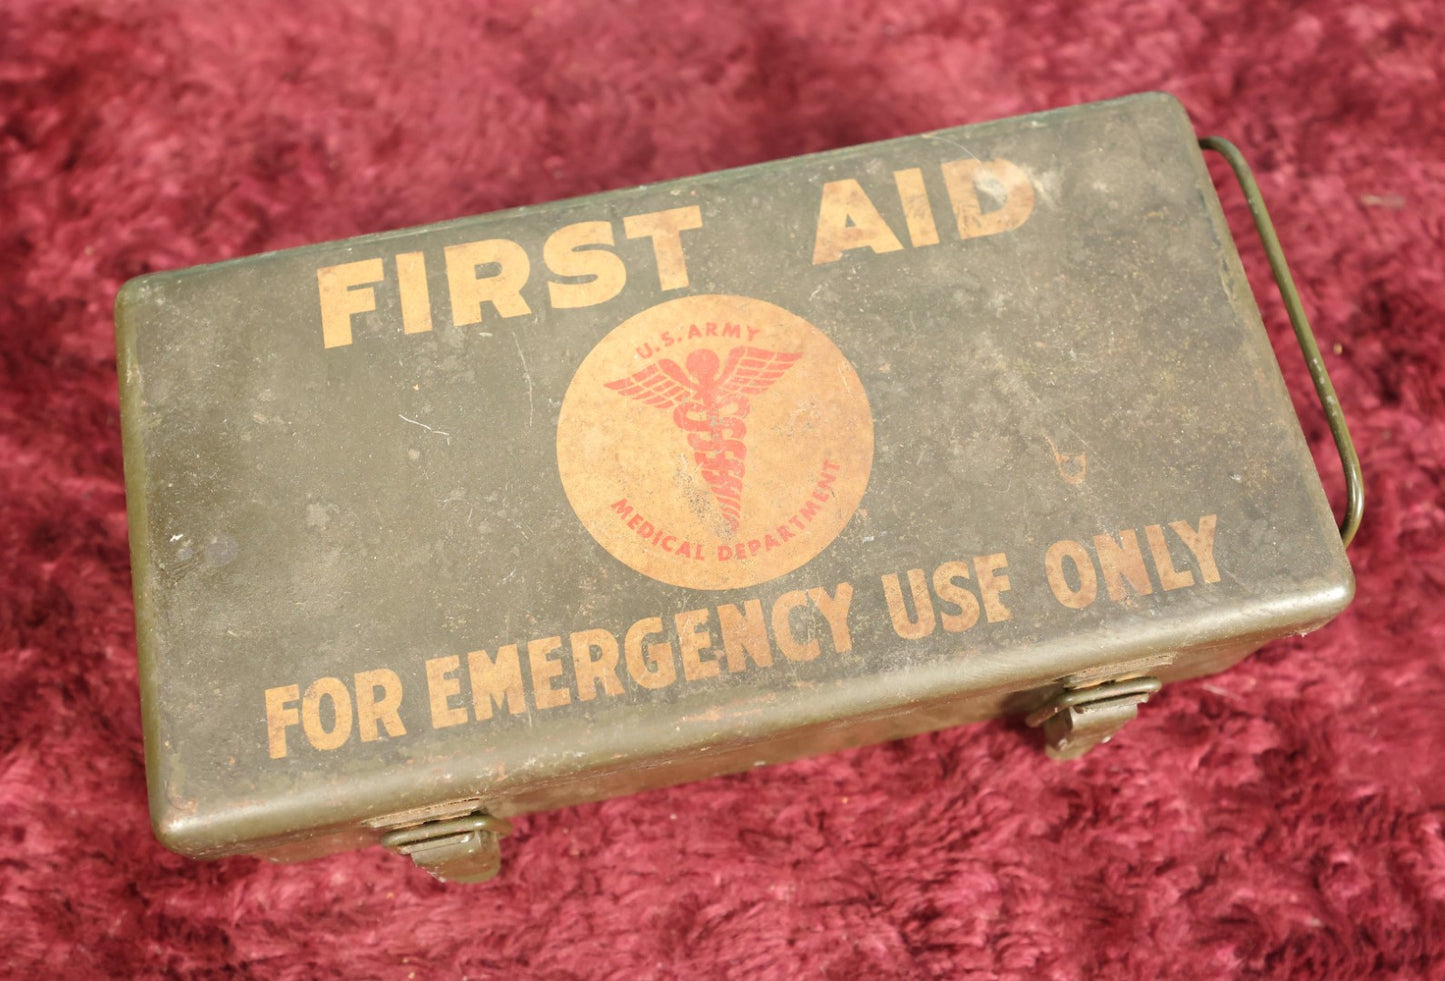 FIRST AID
U.S. ARMY
MEDICAL DEPARTMENT
FOR EMERGENCY USE ONLY